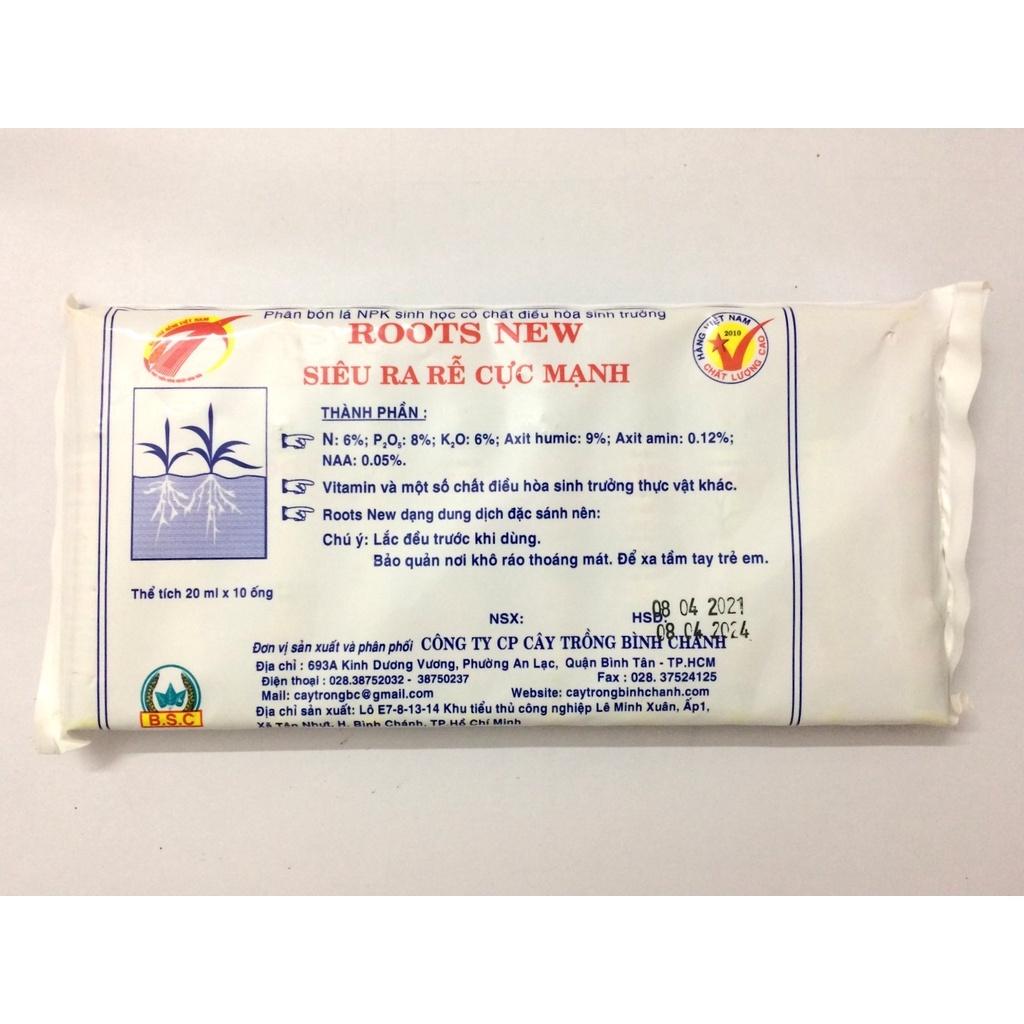 Phân bón lá NPK sinh học có chất điều hòa sinh trưởng
ROOTS NEW
SIÊU RA RỄ CỰC MẠNH
HÀNG VIỆT NAM
2010
CHẤT LƯỢNG CAO
THÀNH PHẦN :
N: 6%; P₂O₅: 8%; K₂O: 6%; Axit humic: 9%; Axit amin: 0.12%;
NAA: 0.05%.
Vitamin và một số chất điều hòa sinh trưởng thực vật khác.
Roots New dạng dung dịch đặc sánh nên:
Chú ý: Lắc đều trước khi dùng.
Bảo quản nơi khô ráo thoáng mát. Để xa tầm tay trẻ em.
Thể tích 20 ml x 10 ống
NSX: HSD: 08 04 2021
08 04 2024
Đơn vị sản xuất và phân phối CÔNG TY CP CÂY TRỒNG BÌNH CHÁNH
Địa chỉ : 693A Kinh Dương Vương, Phường An Lạc, Quận Bình Tân - TP.HCM
Điện thoại : 028.38752032 - 38750237 Fax : 028. 37524125
Mail: caytrongbc@gmail.com Website: caytrongbinhchanh.com
Địa chỉ sản xuất: Lô E7-8-13-14 Khu tiểu thủ công nghiệp Lê Minh Xuân, Ấp1,
Xã Tân Nhựt, H. Bình Chánh, TP Hồ Chí Minh
B.S.C